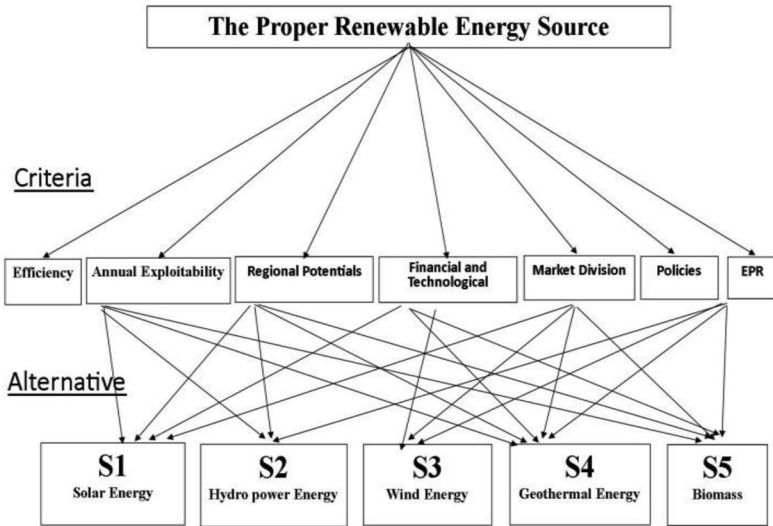 The Proper Renewable Energy Source
Criteria
Efficiency
Annual Exploitability
Regional Potentials
Financial and
Technological
Market Division
Policies
EPR
Alternative
S1
Solar Energy
S2
Hydro power Energy
S3
Wind Energy
S4
Geothermal Energy
S5
Biomass